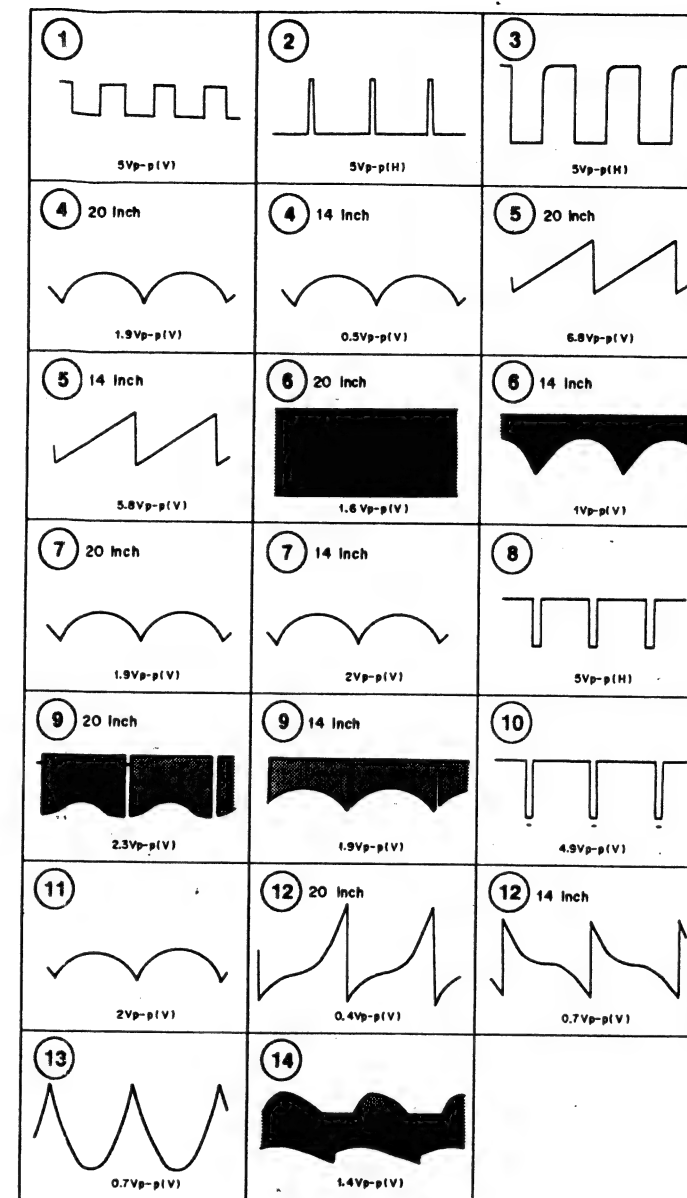 1
5Vp-p(V)
2
5Vp-p(H)
3
5Vp-p(H)
4 20 Inch
1.9Vp-p(V)
4 14 Inch
0.5Vp-p(V)
5 20 Inch
6.8Vp-p(V)
5 14 Inch
5.8Vp-p(V)
6 20 Inch
1.6 Vp-p(V)
6 14 Inch
1Vp-p(V)
7 20 Inch
1.9Vp-p(V)
7 14 Inch
2Vp-p(V)
8
5Vp-p(H)
9 20 Inch
2.3Vp-p(V)
9 14 Inch
1.9Vp-p(V)
10
4.9Vp-p(V)
11
2Vp-p(V)
12 20 Inch
0.4Vp-p(V)
12 14 Inch
0.7Vp-p(V)
13
0.7Vp-p(V)
14
1.4Vp-p(V)